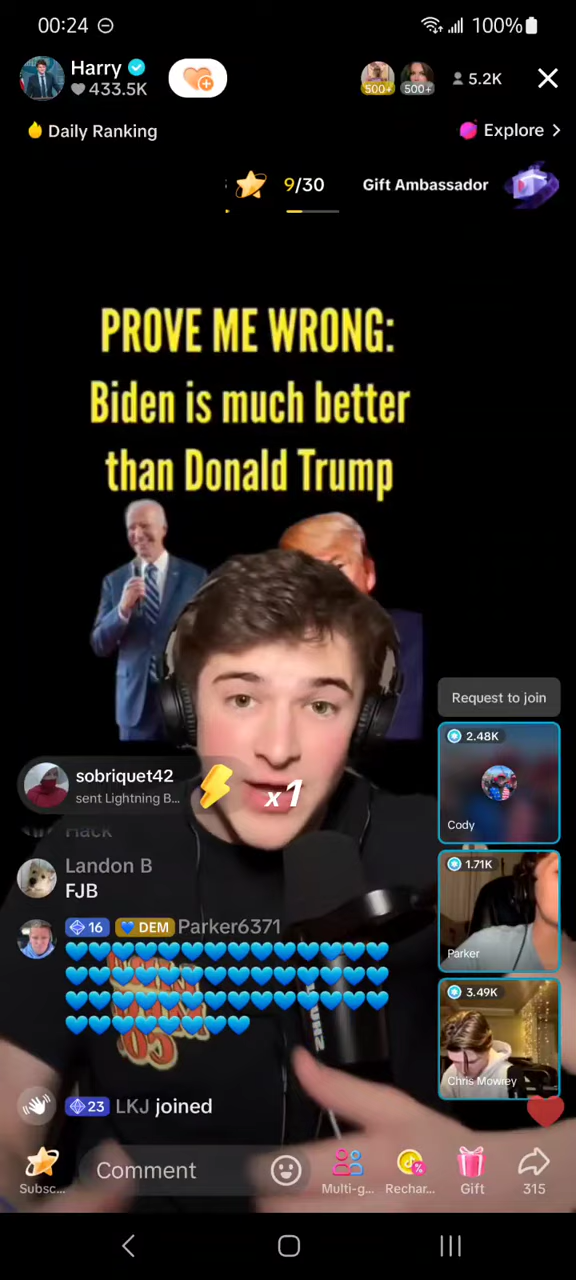 00:24
100%
Harry
433.5K
500+
500+
5.2K
Daily Ranking
Explore
9/30
Gift Ambassador
PROVE ME WRONG:
Biden is much better
than Donald Trump
Request to join
2.48K
Cody
sobriquet42
sent Lightning B...
x1
Hack
Landon B
FJB
1.71K
Parker
16
DEM
Parker6371
3.49K
Chris Mowrey
23
LKJ joined
Comment
Subsc...
Multi-g...
Rechar...
Gift
315